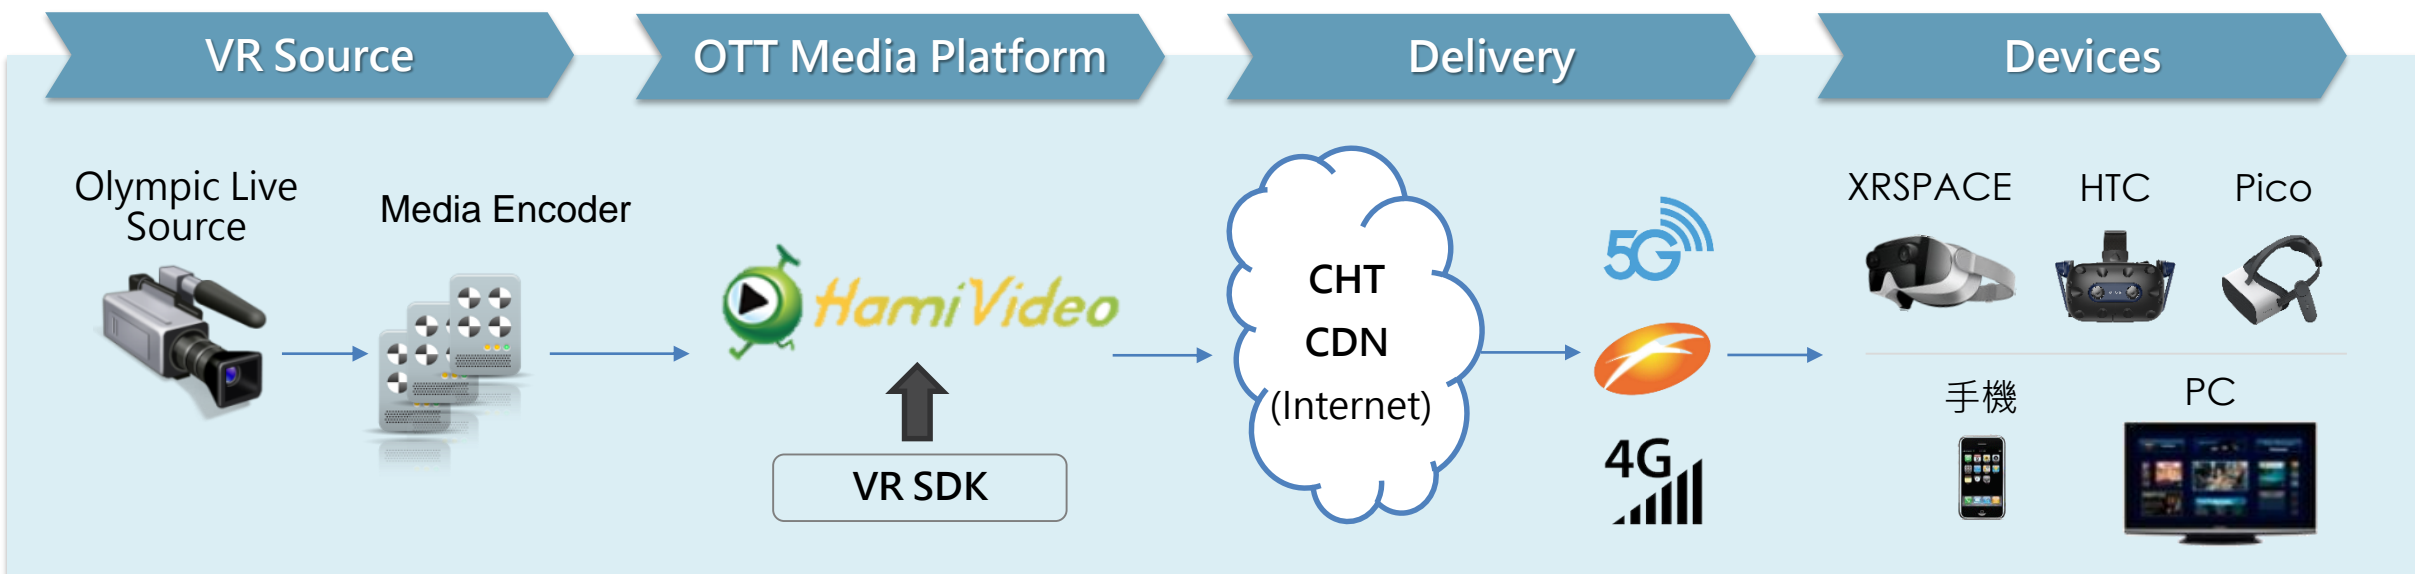 VR Source
OTT Media Platform
Delivery
Devices
Olympic Live
Source
Media Encoder
HamiVideo
VR SDK
CHT
CDN
(Internet)
5G
4G
XRSPACE
HTC
Pico
手機
PC